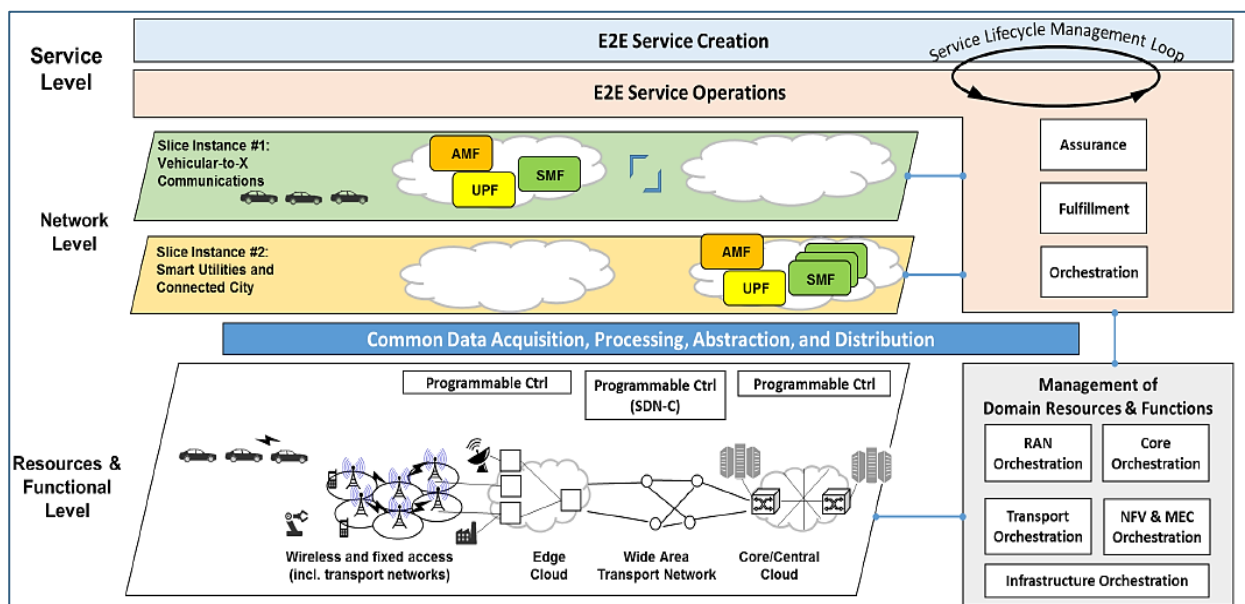 Service
Level
E2E Service Creation
Service Lifecycle Management Loop
E2E Service Operations
Network
Level
Slice Instance #1:
Vehicular-to-X
Communications
AMF
UPF
SMF
Slice Instance #2:
Smart Utilities and
Connected City
AMF
UPF
SMF
Assurance
Fulfillment
Orchestration
Common Data Acquisition, Processing, Abstraction, and Distribution
Resources &
Functional
Level
Programmable Ctrl
Programmable Ctrl
(SDN-C)
Programmable Ctrl
Wireless and fixed access
(incl. transport networks)
Edge
Cloud
Wide Area
Transport Network
Core/Central
Cloud
Management of
Domain Resources & Functions
RAN
Orchestration
Core
Orchestration
Transport
Orchestration
NFV & MEC
Orchestration
Infrastructure Orchestration